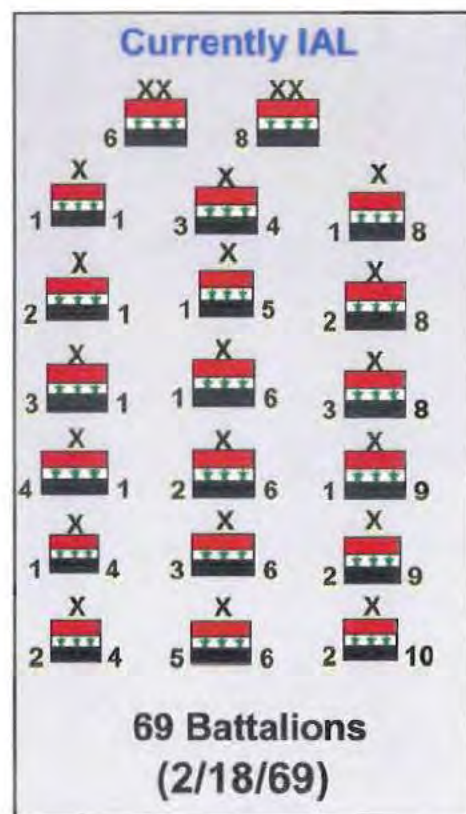 Currently IAL
XX XX
6 8
X X X
1 1 3 4 1 8
X X X
2 1 1 5 2 8
X X X
3 1 1 6 3 8
X X X
4 1 2 6 1 9
X X X
1 4 3 6 2 9
X X X
2 4 5 6 2 10
69 Battalions
(2/18/69)